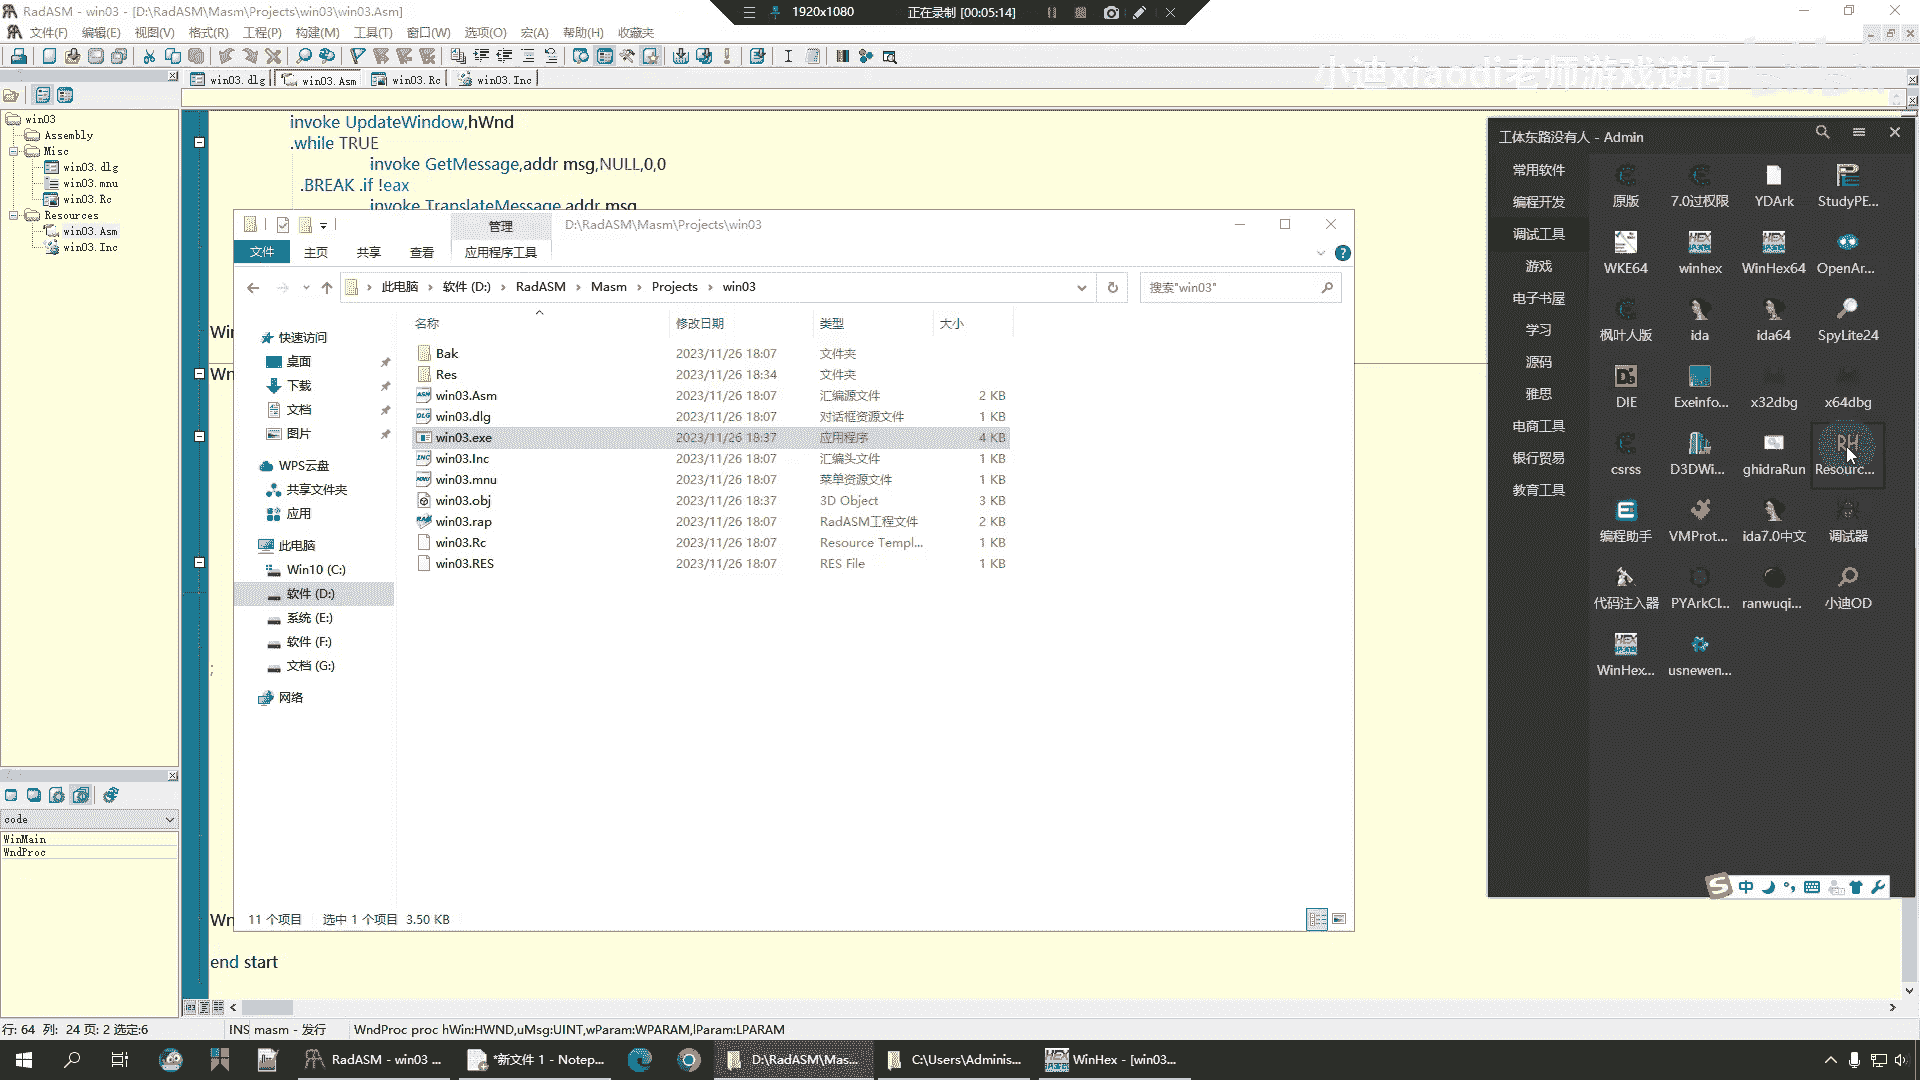 RadASM - win03 - [D:\RadASM\Masm\Projects\win03\win03.Asm]
1920x1080
正在录制 [00:05:14]
文件(F) 编辑(E) 视图(V) 格式(R) 工程(P) 构建(M) 工具(T) 窗口(W) 选项(O) 宏(A) 帮助(H) 收藏夹
小迪xiaodi老师游戏逆向
win03.dlg win03.Asm win03.Rc win03.Inc
win03
Assembly
Misc
win03.dlg
win03.mnu
win03.Rc
Resources
win03.Asm
win03.Inc
code
WinMain
WndProc
invoke UpdateWindow,hWnd
.while TRUE
invoke GetMessage,addr msg,NULL,0,0
.BREAK .if !eax
invoke TranslateMessage,addr msg
Wn
;
Wn
end start
管理
D:\RadASM\Masm\Projects\win03
文件 主页 共享 查看 应用程序工具
此电脑 › 软件 (D:) › RadASM › Masm › Projects › win03
搜索"win03"
快速访问
桌面
下载
文档
图片
WPS云盘
共享文件夹
应用
此电脑
Win10 (C:)
软件 (D:)
系统 (E:)
软件 (F:)
文档 (G:)
网络
名称 修改日期 类型 大小
Bak 2023/11/26 18:07 文件夹
Res 2023/11/26 18:34 文件夹
win03.Asm 2023/11/26 18:07 汇编源文件 2 KB
win03.dlg 2023/11/26 18:07 对话框资源文件 1 KB
win03.exe 2023/11/26 18:37 应用程序 4 KB
win03.Inc 2023/11/26 18:07 汇编头文件 1 KB
win03.mnu 2023/11/26 18:07 菜单资源文件 1 KB
win03.obj 2023/11/26 18:37 3D Object 3 KB
win03.rap 2023/11/26 18:07 RadASM工程文件 2 KB
win03.Rc 2023/11/26 18:07 Resource Templ... 1 KB
win03.RES 2023/11/26 18:07 RES File 1 KB
11 个项目 选中 1 个项目 3.50 KB
工体东路没有人 - Admin
常用软件
编程开发
调试工具
游戏
电子书屋
学习
源码
雅思
电商工具
银行贸易
教育工具
原版 7.0过权限 YDArk StudyPE...
WKE64 winhex WinHex64 OpenAr...
枫叶人版 ida ida64 SpyLite24
DIE Exeinfo... x32dbg x64dbg
csrss D3DWi... ghidraRun Resourc...
编程助手 VMProt... ida7.0中文 调试器
代码注入器 PYArkCl... ranwuqi... 小迪OD
WinHex... usnewen...
中
行: 64 列: 24 页: 2 选定:6 INS masm - 发行 WndProc proc hWin:HWND,uMsg:UINT,wParam:WPARAM,lParam:LPARAM
RadASM - win03 ... *新文件 1 - Notep... D:\RadASM\Mas... C:\Users\Adminis... WinHex - [win03...